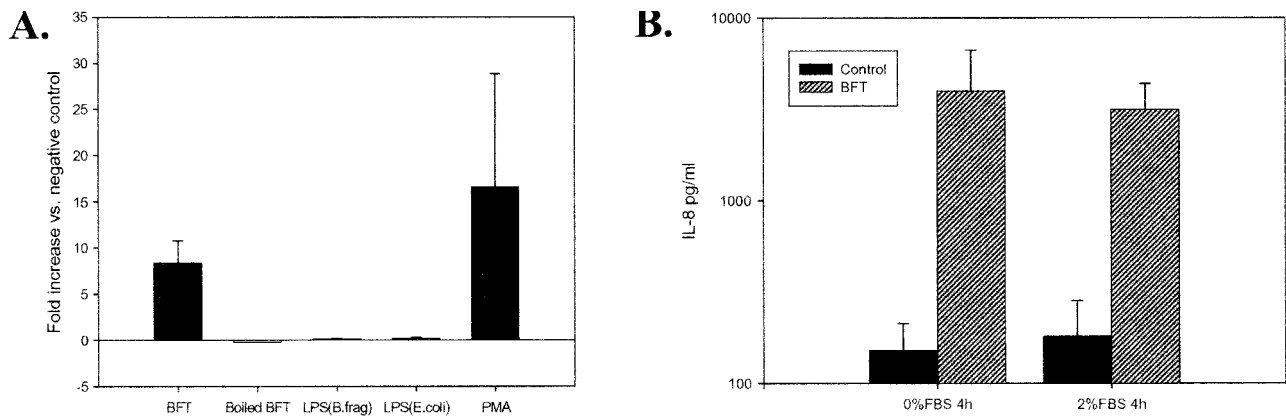 A.
Fold increase vs. negative control
35
30
25
20
15
10
5
0
-5
BFT
Boiled BFT
LPS(B.frag)
LPS(E.coli)
PMA
B.
IL-8 pg/ml
10000
1000
100
Control
BFT
0%FBS 4h
2%FBS 4h